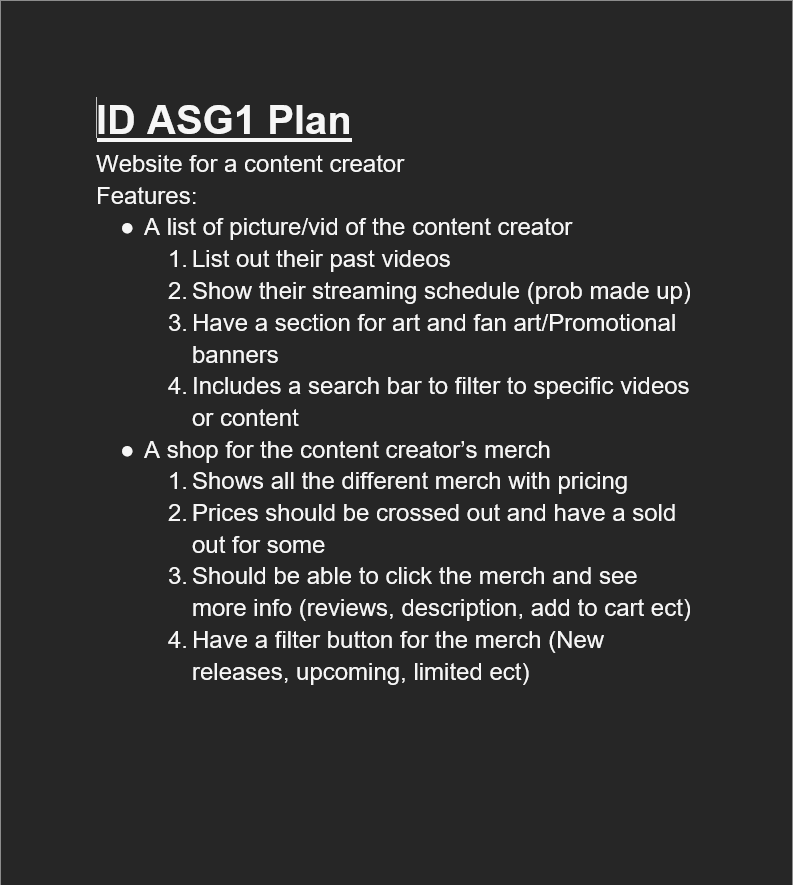 ID ASG1 Plan
Website for a content creator
Features:
● A list of picture/vid of the content creator
1. List out their past videos
2. Show their streaming schedule (prob made up)
3. Have a section for art and fan art/Promotional
banners
4. Includes a search bar to filter to specific videos
or content
● A shop for the content creator’s merch
1. Shows all the different merch with pricing
2. Prices should be crossed out and have a sold
out for some
3. Should be able to click the merch and see
more info (reviews, description, add to cart ect)
4. Have a filter button for the merch (New
releases, upcoming, limited ect)